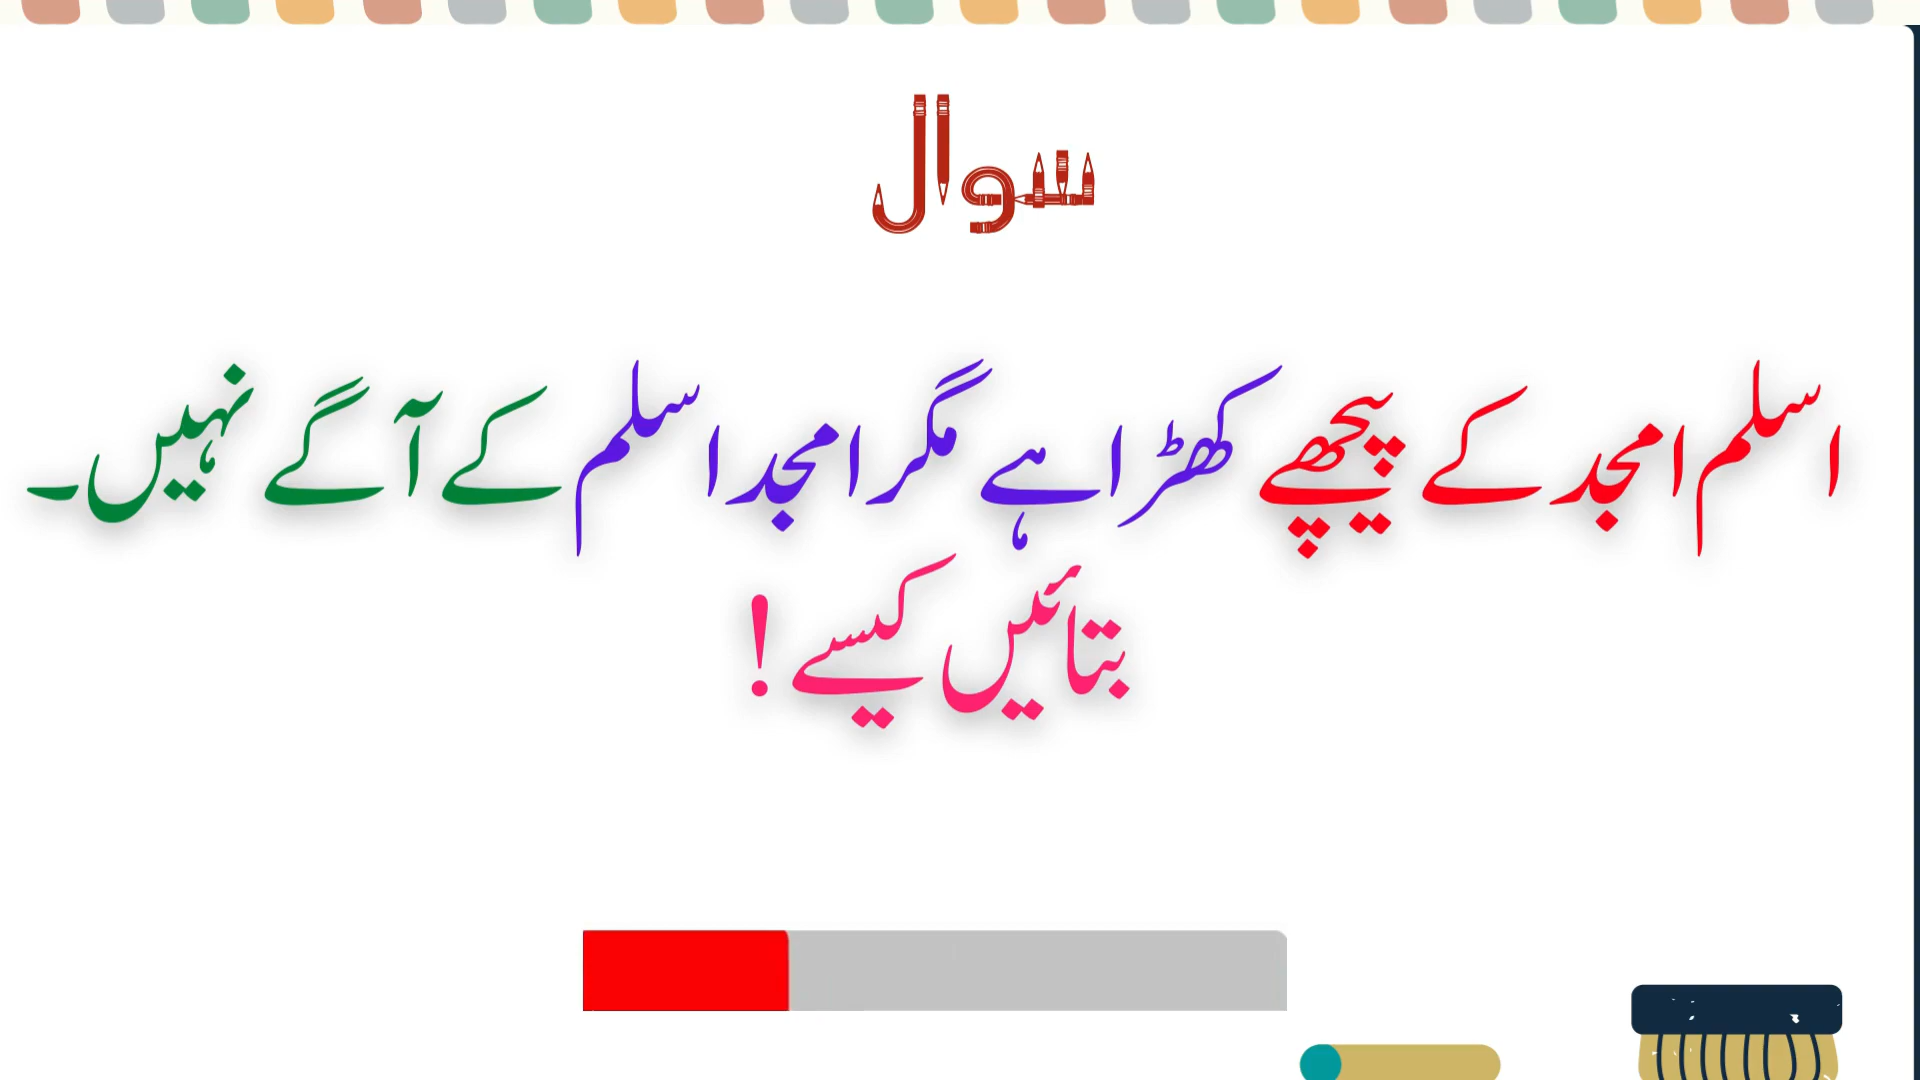 سوال
اسلم امجد کے پیچھے کھڑا ہے مگر امجد اسلم کے آگے نہیں۔
بتائیں کیسے!